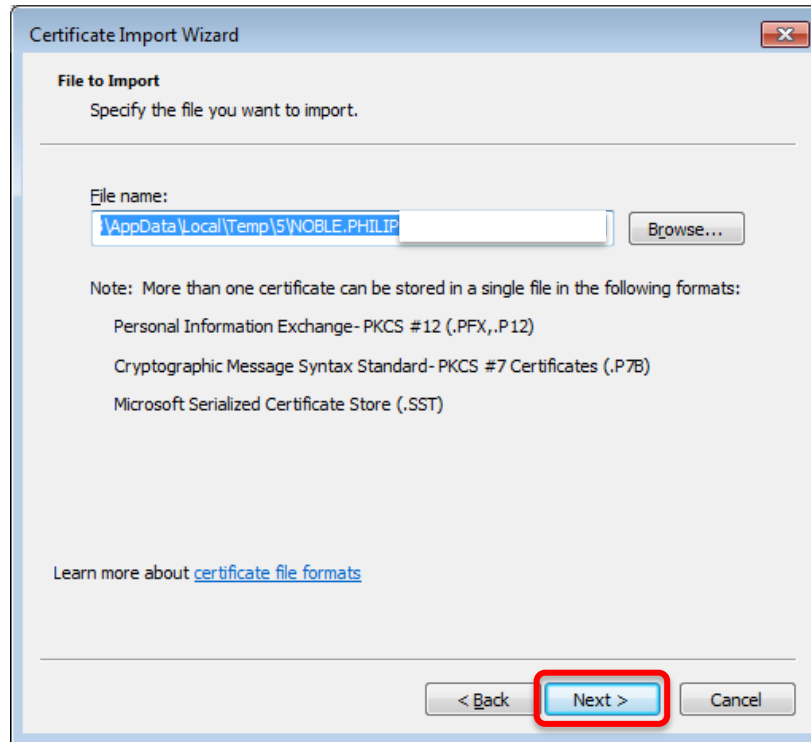 Certificate Import Wizard
File to Import
Specify the file you want to import.
File name:
:\AppData\Local\Temp\5\NOBLE.PHILIP
Browse...
Note: More than one certificate can be stored in a single file in the following formats:
Personal Information Exchange- PKCS #12 (.PFX,.P12)
Cryptographic Message Syntax Standard- PKCS #7 Certificates (.P7B)
Microsoft Serialized Certificate Store (.SST)
Learn more about certificate file formats
< Back Next > Cancel